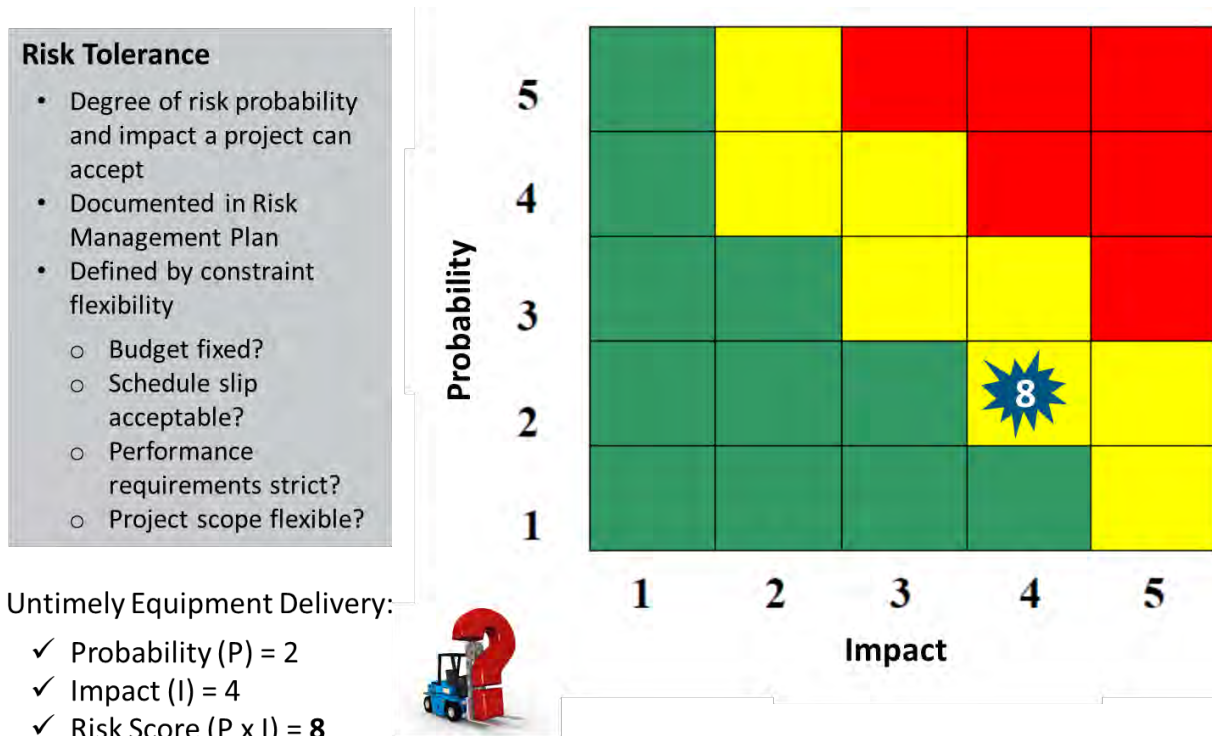 Risk Tolerance
• Degree of risk probability
and impact a project can
accept
• Documented in Risk
Management Plan
• Defined by constraint
flexibility
o Budget fixed?
o Schedule slip
acceptable?
o Performance
requirements strict?
o Project scope flexible?
Untimely Equipment Delivery:
✓ Probability (P) = 2
✓ Impact (I) = 4
✓ Risk Score (P x I) = 8
Probability
5
4
3
2
1
8
1 2 3 4 5
Impact